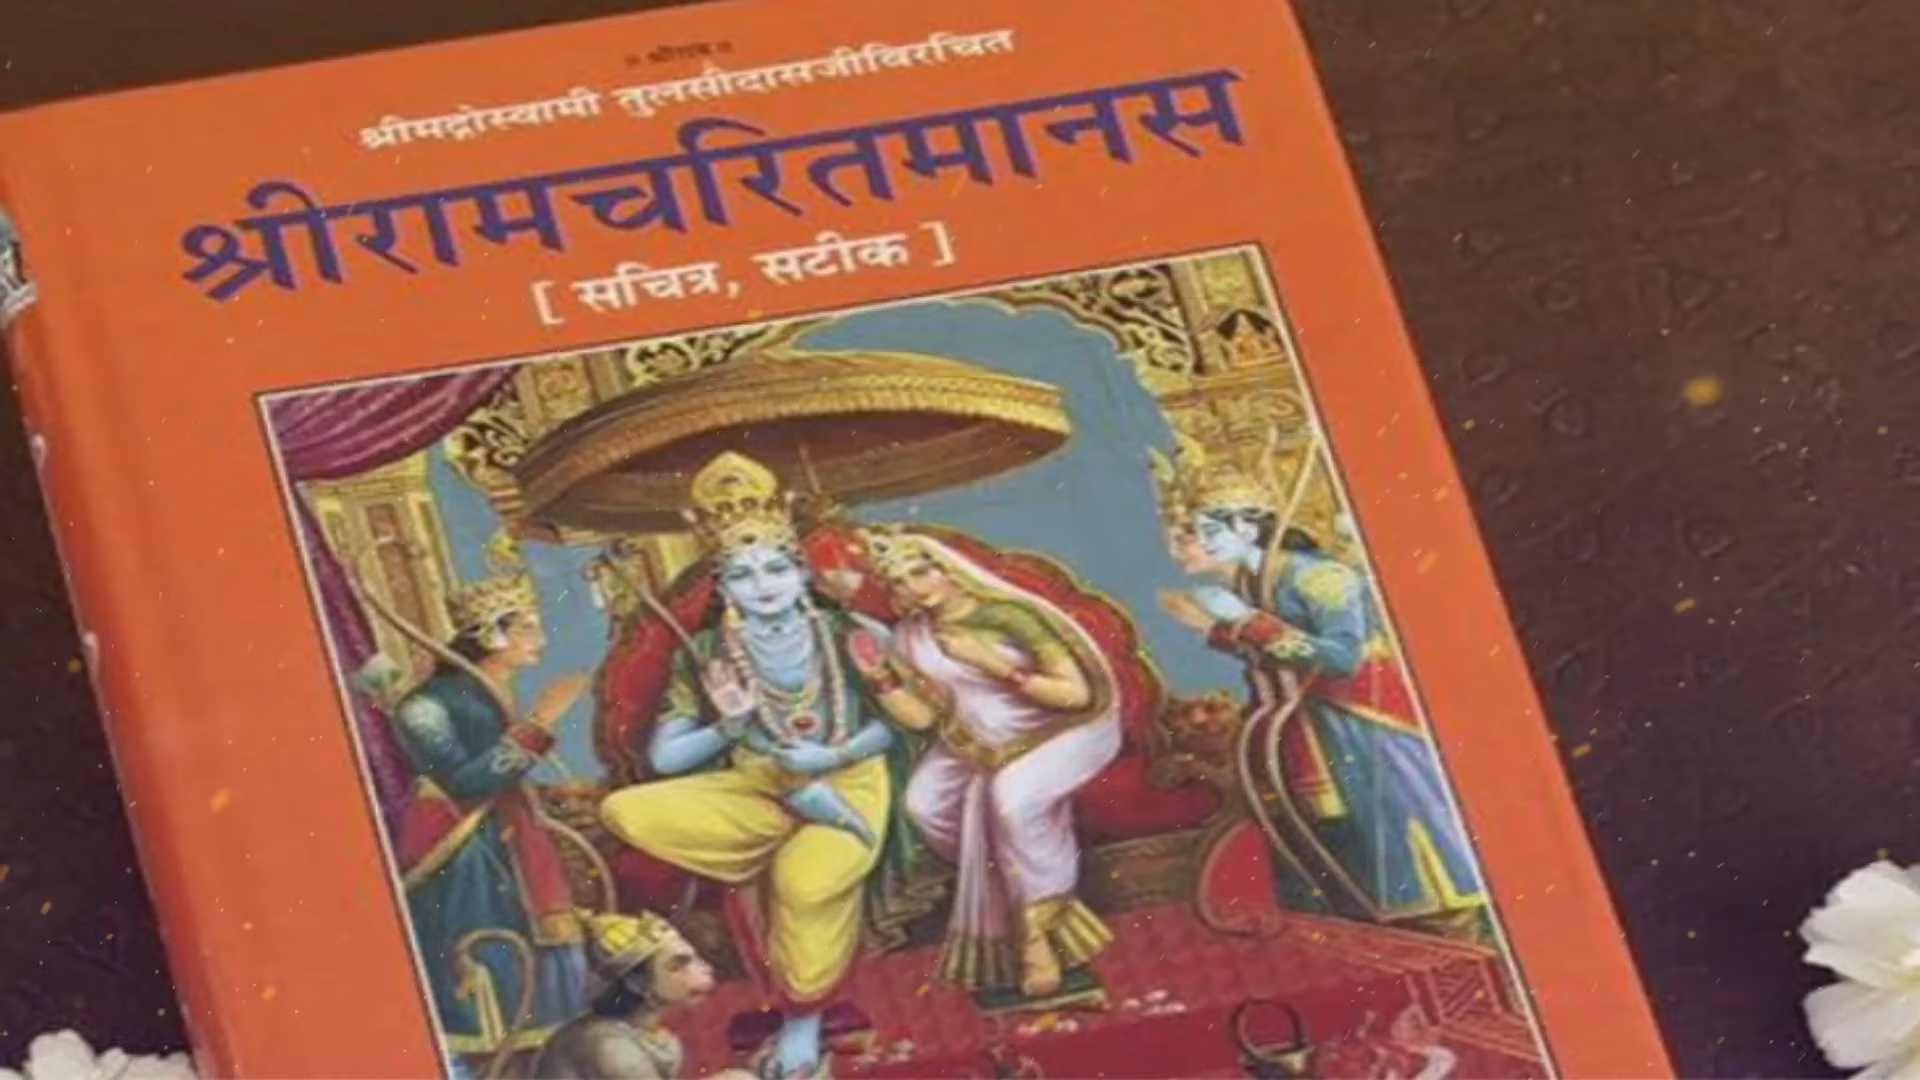 श्रीमद्गोस्वामी तुलसीदासजीविरचित
श्रीरामचरितमानस
[ सचित्र, सटीक ]